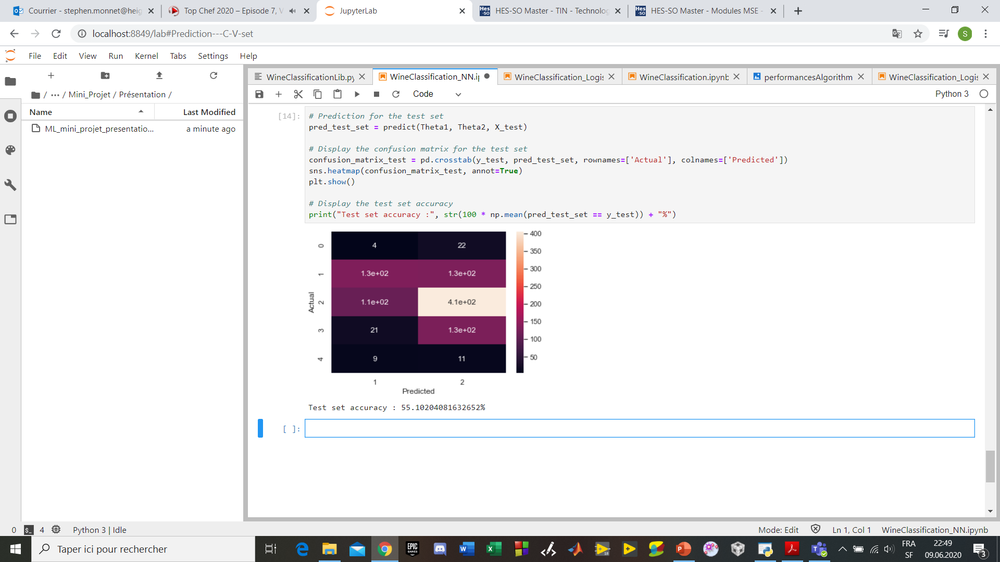 Courrier - stephen.monnet@heig
Top Chef 2020 – Episode 7, V
JupyterLab
HES-SO Master - TIN - Technolog
HES-SO Master - Modules MSE -
localhost:8849/lab#Prediction---C-V-set
S
File Edit View Run Kernel Tabs Settings Help
WineClassificationLib.py
WineClassification_NN.ip
WineClassification_Logis
WineClassification.ipynb
performancesAlgorithm
WineClassification_Logis
/ ··· / Mini_Projet / Présentation /
Code
Python 3
Name Last Modified
ML_mini_projet_presentatio... a minute ago
[14]:
# Prediction for the test set
pred_test_set = predict(Theta1, Theta2, X_test)
# Display the confusion matrix for the test set
confusion_matrix_test = pd.crosstab(y_test, pred_test_set, rownames=['Actual'], colnames=['Predicted'])
sns.heatmap(confusion_matrix_test, annot=True)
plt.show()
# Display the test set accuracy
print("Test set accuracy :", str(100 * np.mean(pred_test_set == y_test)) + "%")
0 4 22
1 1.3e+02 1.3e+02
2 1.1e+02 4.1e+02
3 21 1.3e+02
4 9 11
Actual
1 2
Predicted
400
350
300
250
200
150
100
50
Test set accuracy : 55.10204081632652%
[ ]:
0 $_ 4 Python 3 | Idle
Mode: Edit Ln 1, Col 1 WineClassification_NN.ipynb
Taper ici pour rechercher
FRA
SF
22:49
09.06.2020
3